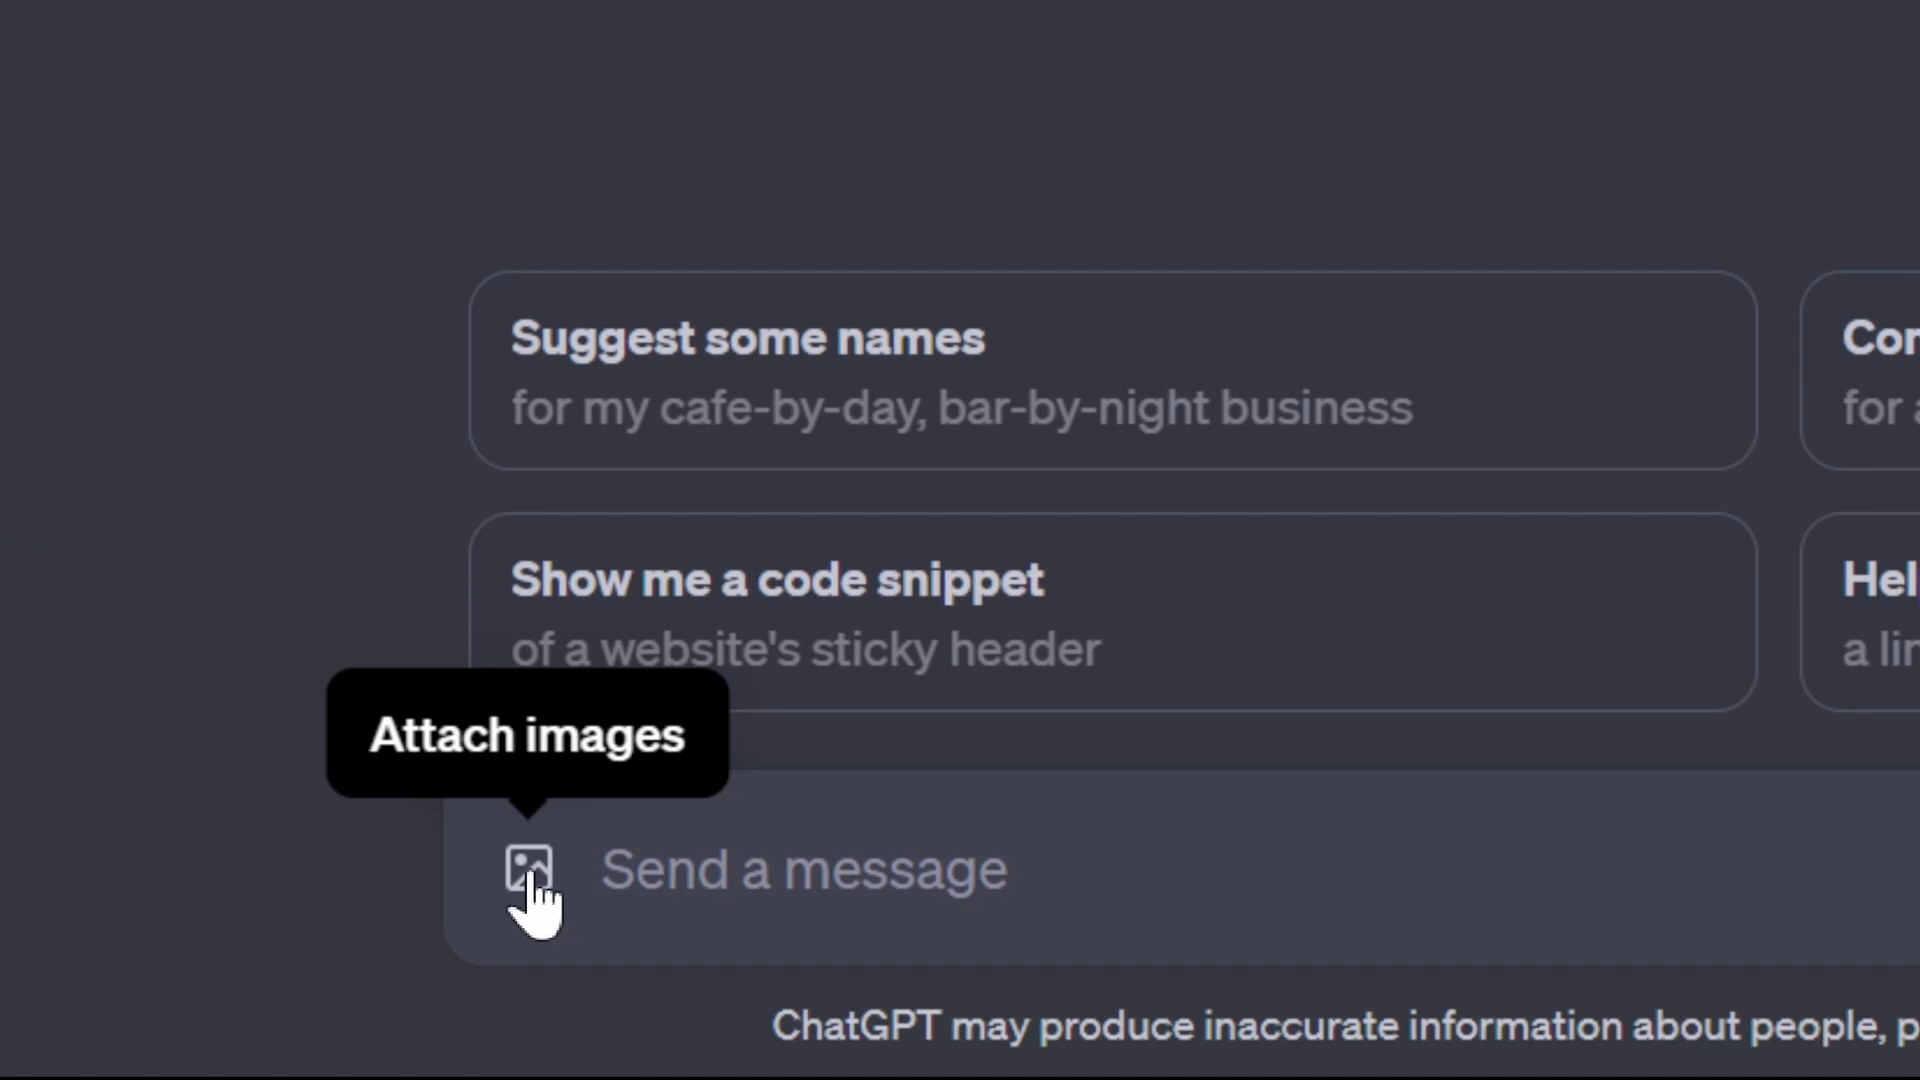 Suggest some names
for my cafe-by-day, bar-by-night business
Show me a code snippet
of a website's sticky header
for
Attach images
Send a message
ChatGPT may produce inaccurate information about people,